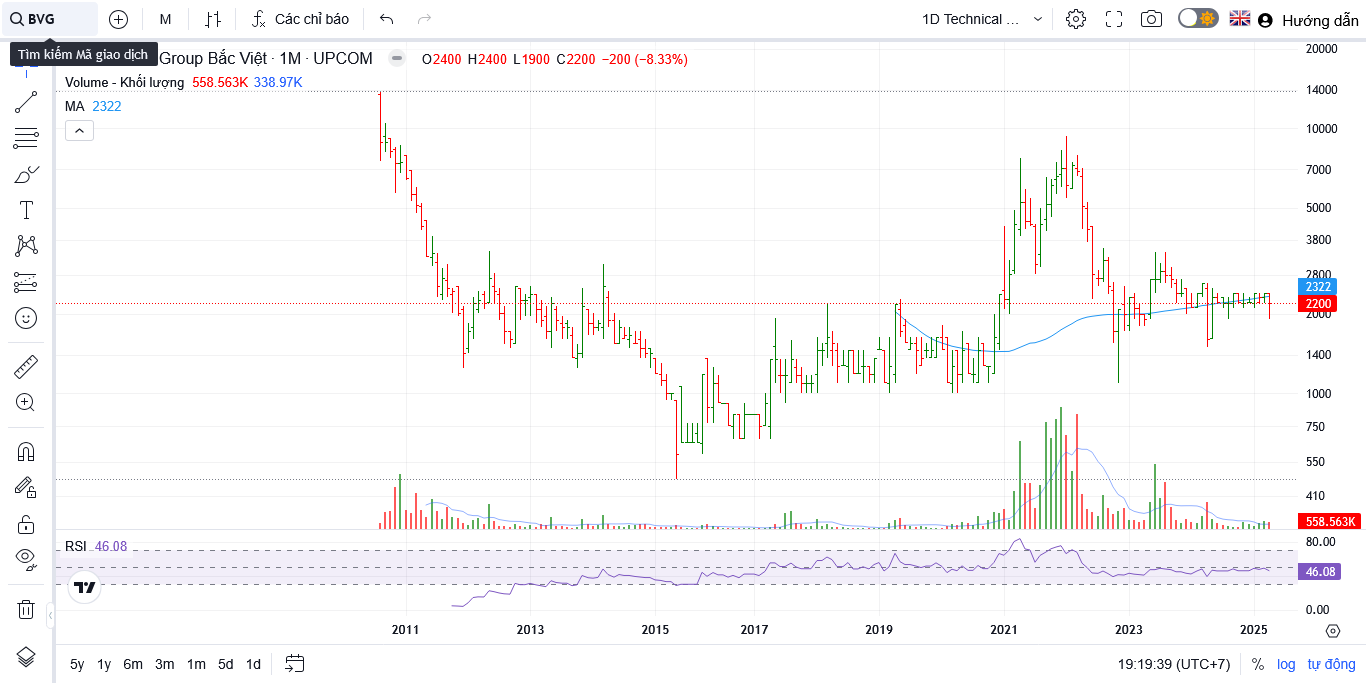 BVG M Các chỉ báo 1D Technical ... Hướng dẫn
Tìm kiếm Mã giao dịch
Group Bắc Việt · 1M · UPCOM O2400 H2400 L1900 C2200 −200 (−8.33%)
Volume - Khối lượng 558.563K 338.97K
MA 2322
20000
14000
10000
7000
5000
3800
2800
2322
2200
2000
1400
1000
750
550
410
558.563K
RSI 46.08
80.00
46.08
0.00
2011 2013 2015 2017 2019 2021 2023 2025
5y 1y 6m 3m 1m 5d 1d 19:19:39 (UTC+7) % log tự động